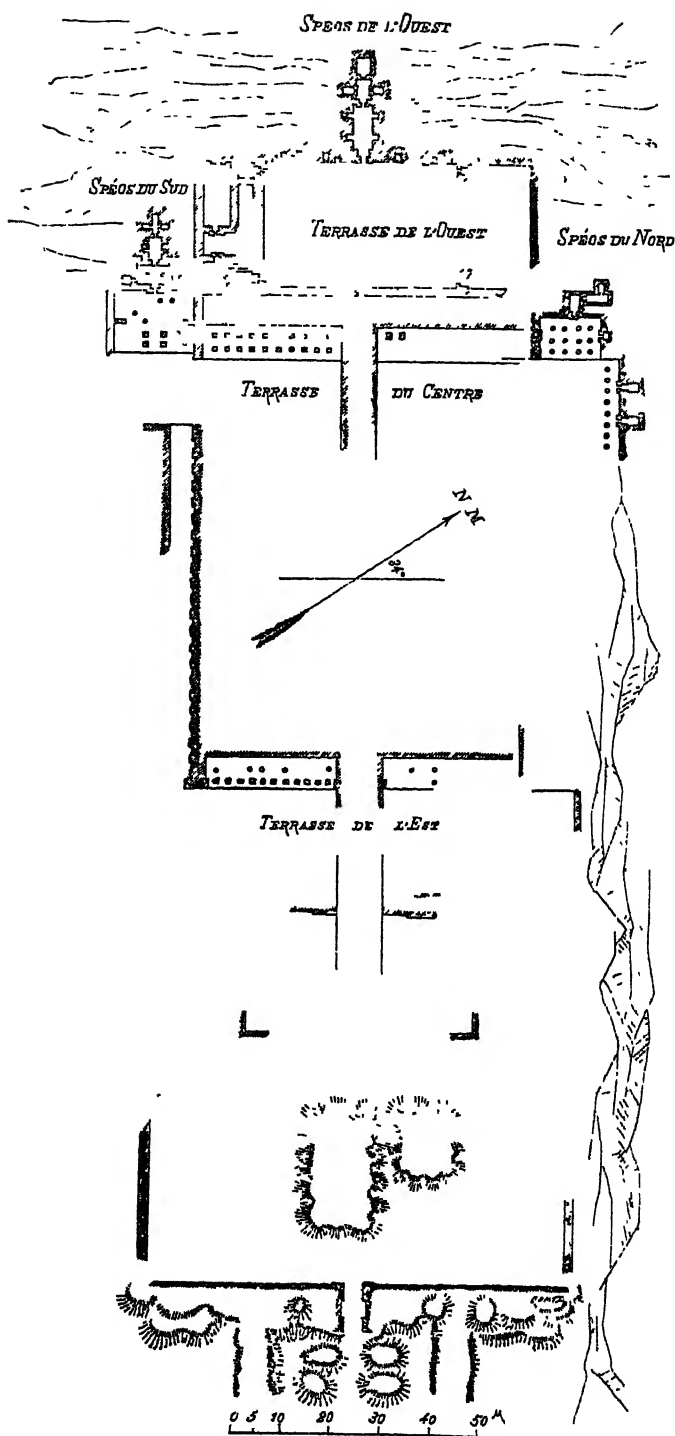 SPEOS DE L'OUEST
SPÉOS DU SUD
TERRASSE DE L'OUEST
SPÉOS DU NORD
TERRASSE DU CENTRE
TERRASSE DE L'EST
0 5 10 20 30 40 50 M